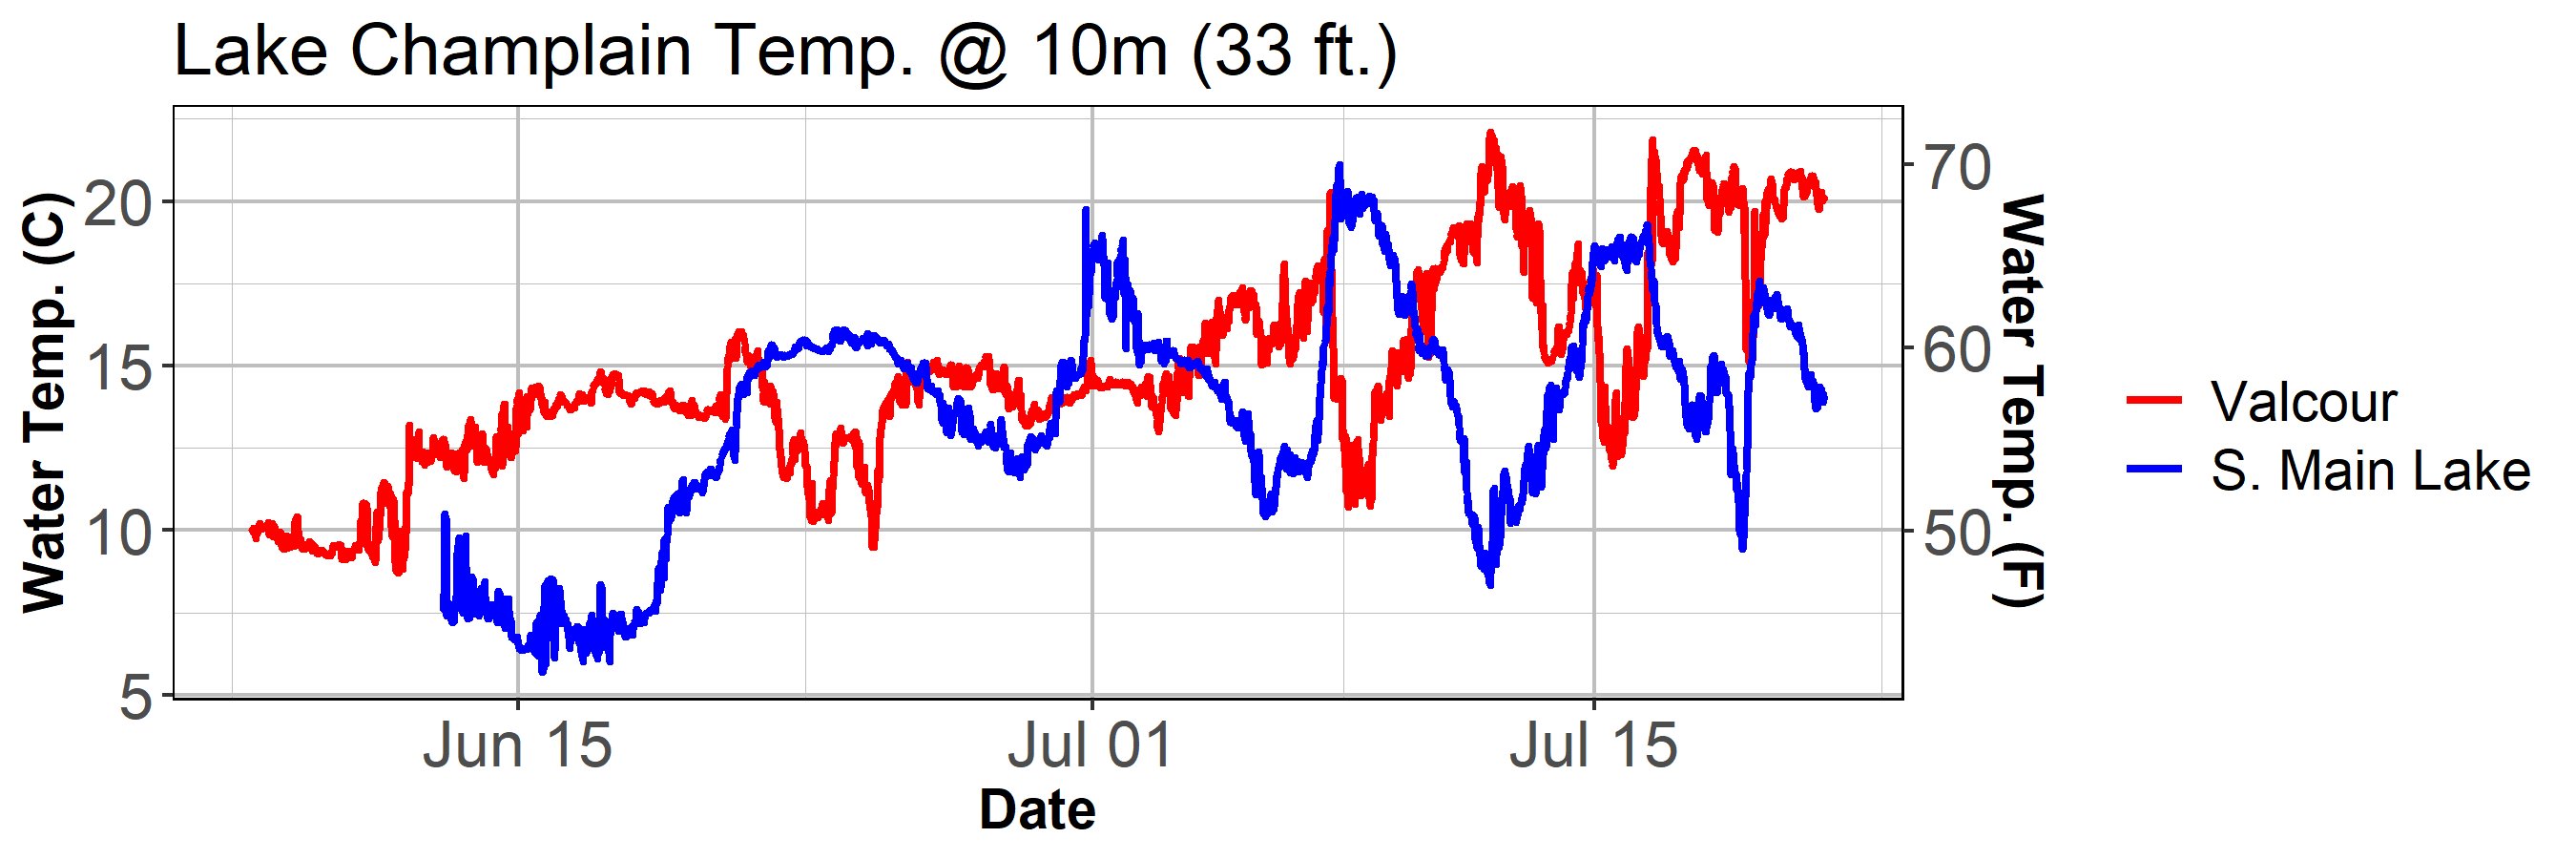 Lake Champlain Temp. @ 10m (33 ft.)
Water Temp. (C)
20
15
10
5
70
60
50
Water Temp. (F)
Jun 15
Jul 01
Jul 15
Date
Valcour
S. Main Lake